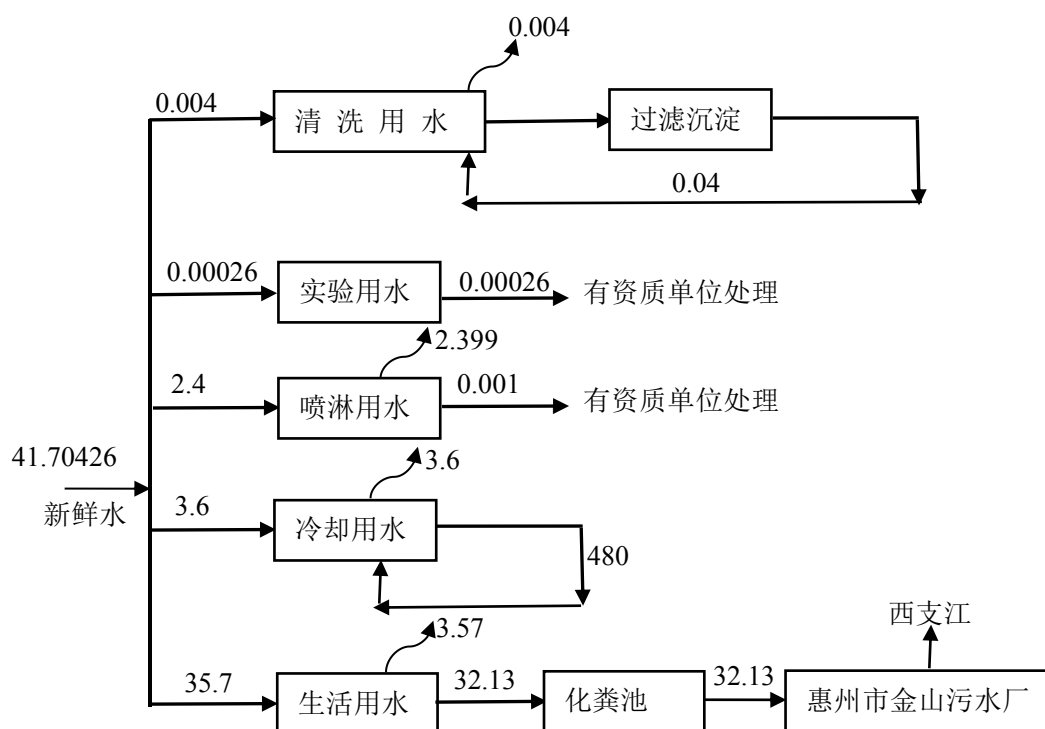 0.004
0.004
清 洗 用 水
过滤沉淀
0.04
0.00026
实验用水
0.00026
有资质单位处理
2.399
2.4
喷淋用水
0.001
有资质单位处理
41.70426
新鲜水
3.6
3.6
冷却用水
480
3.57
西支江
35.7
生活用水
32.13
化粪池
32.13
惠州市金山污水厂